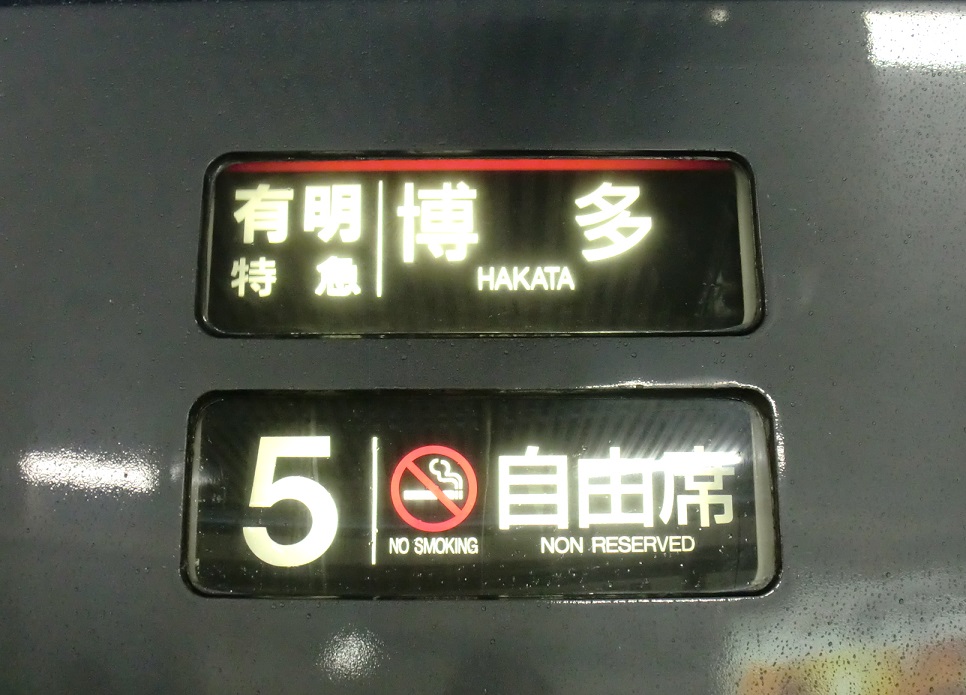 有明 博多
特急 HAKATA
5 自由席
NO SMOKING NON RESERVED